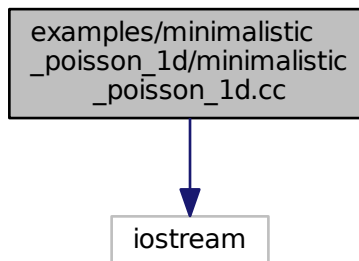 examples/minimalistic
_poisson_1d/minimalistic
_poisson_1d.cc
iostream